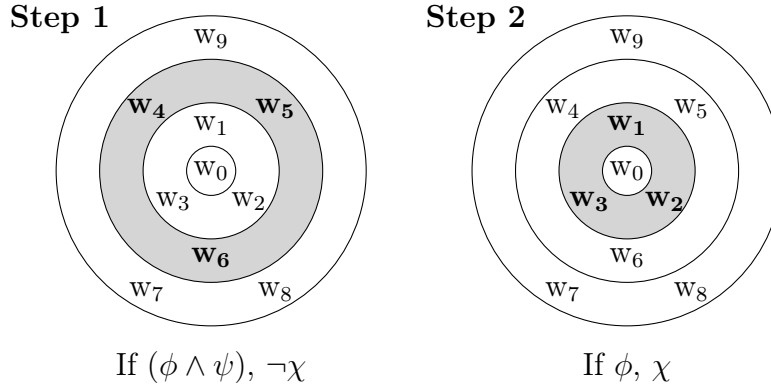 Step 1
Step 2
w₉
w₄
w₅
w₁
w₀
w₃
w₂
w₆
w₇
w₈
If (ϕ ∧ ψ), ¬χ
w₉
w₄
w₅
w₁
w₀
w₃
w₂
w₆
w₇
w₈
If ϕ, χ